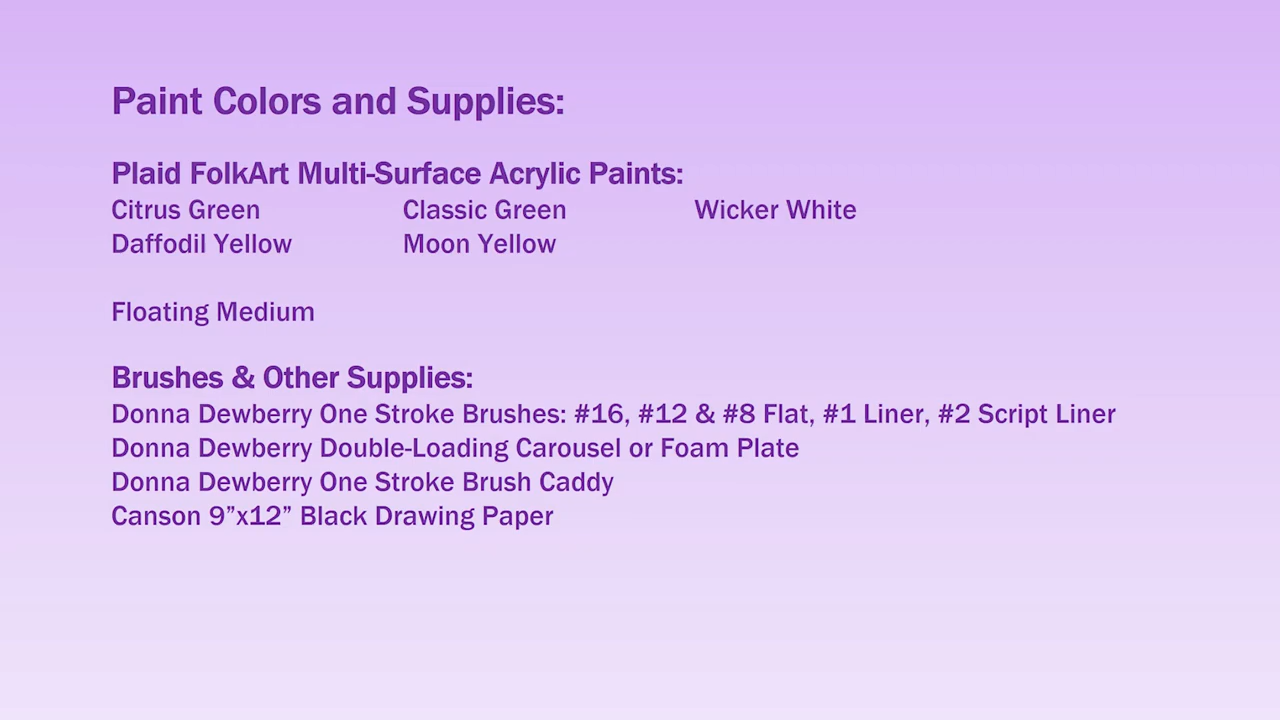 Paint Colors and Supplies:
Plaid FolkArt Multi-Surface Acrylic Paints:
Citrus Green Classic Green Wicker White
Daffodil Yellow Moon Yellow
Floating Medium
Brushes & Other Supplies:
Donna Dewberry One Stroke Brushes: #16, #12 & #8 Flat, #1 Liner, #2 Script Liner
Donna Dewberry Double-Loading Carousel or Foam Plate
Donna Dewberry One Stroke Brush Caddy
Canson 9”x12” Black Drawing Paper